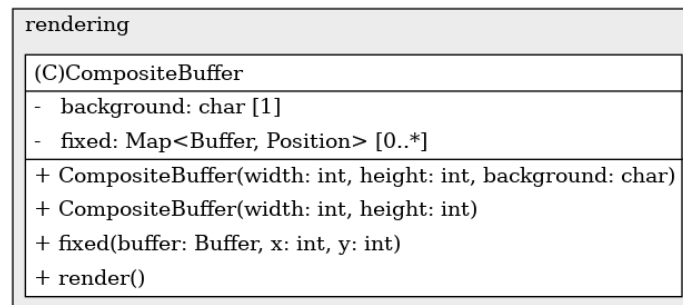 rendering
(C)CompositeBuffer
- background: char [1]
- fixed: Map<Buffer, Position> [0..*]
+ CompositeBuffer(width: int, height: int, background: char)
+ CompositeBuffer(width: int, height: int)
+ fixed(buffer: Buffer, x: int, y: int)
+ render()